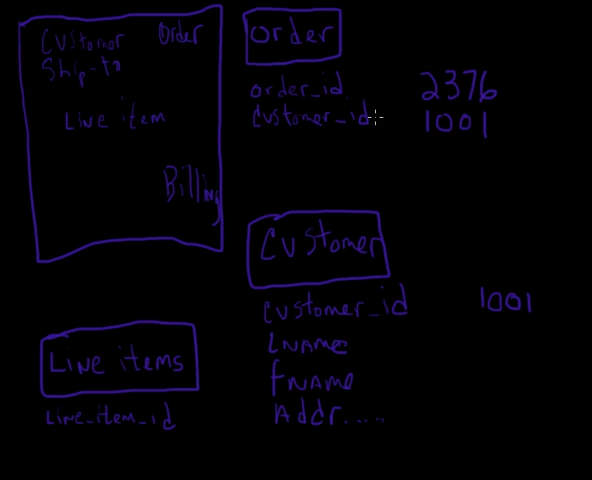 Customer Order
Ship-to
Live item
Billing
Order
order_id 2376
Customer_id 1001
Customer
customer_id 1001
LNAME
FNAME
Addr.....
Line items
Line_item_id